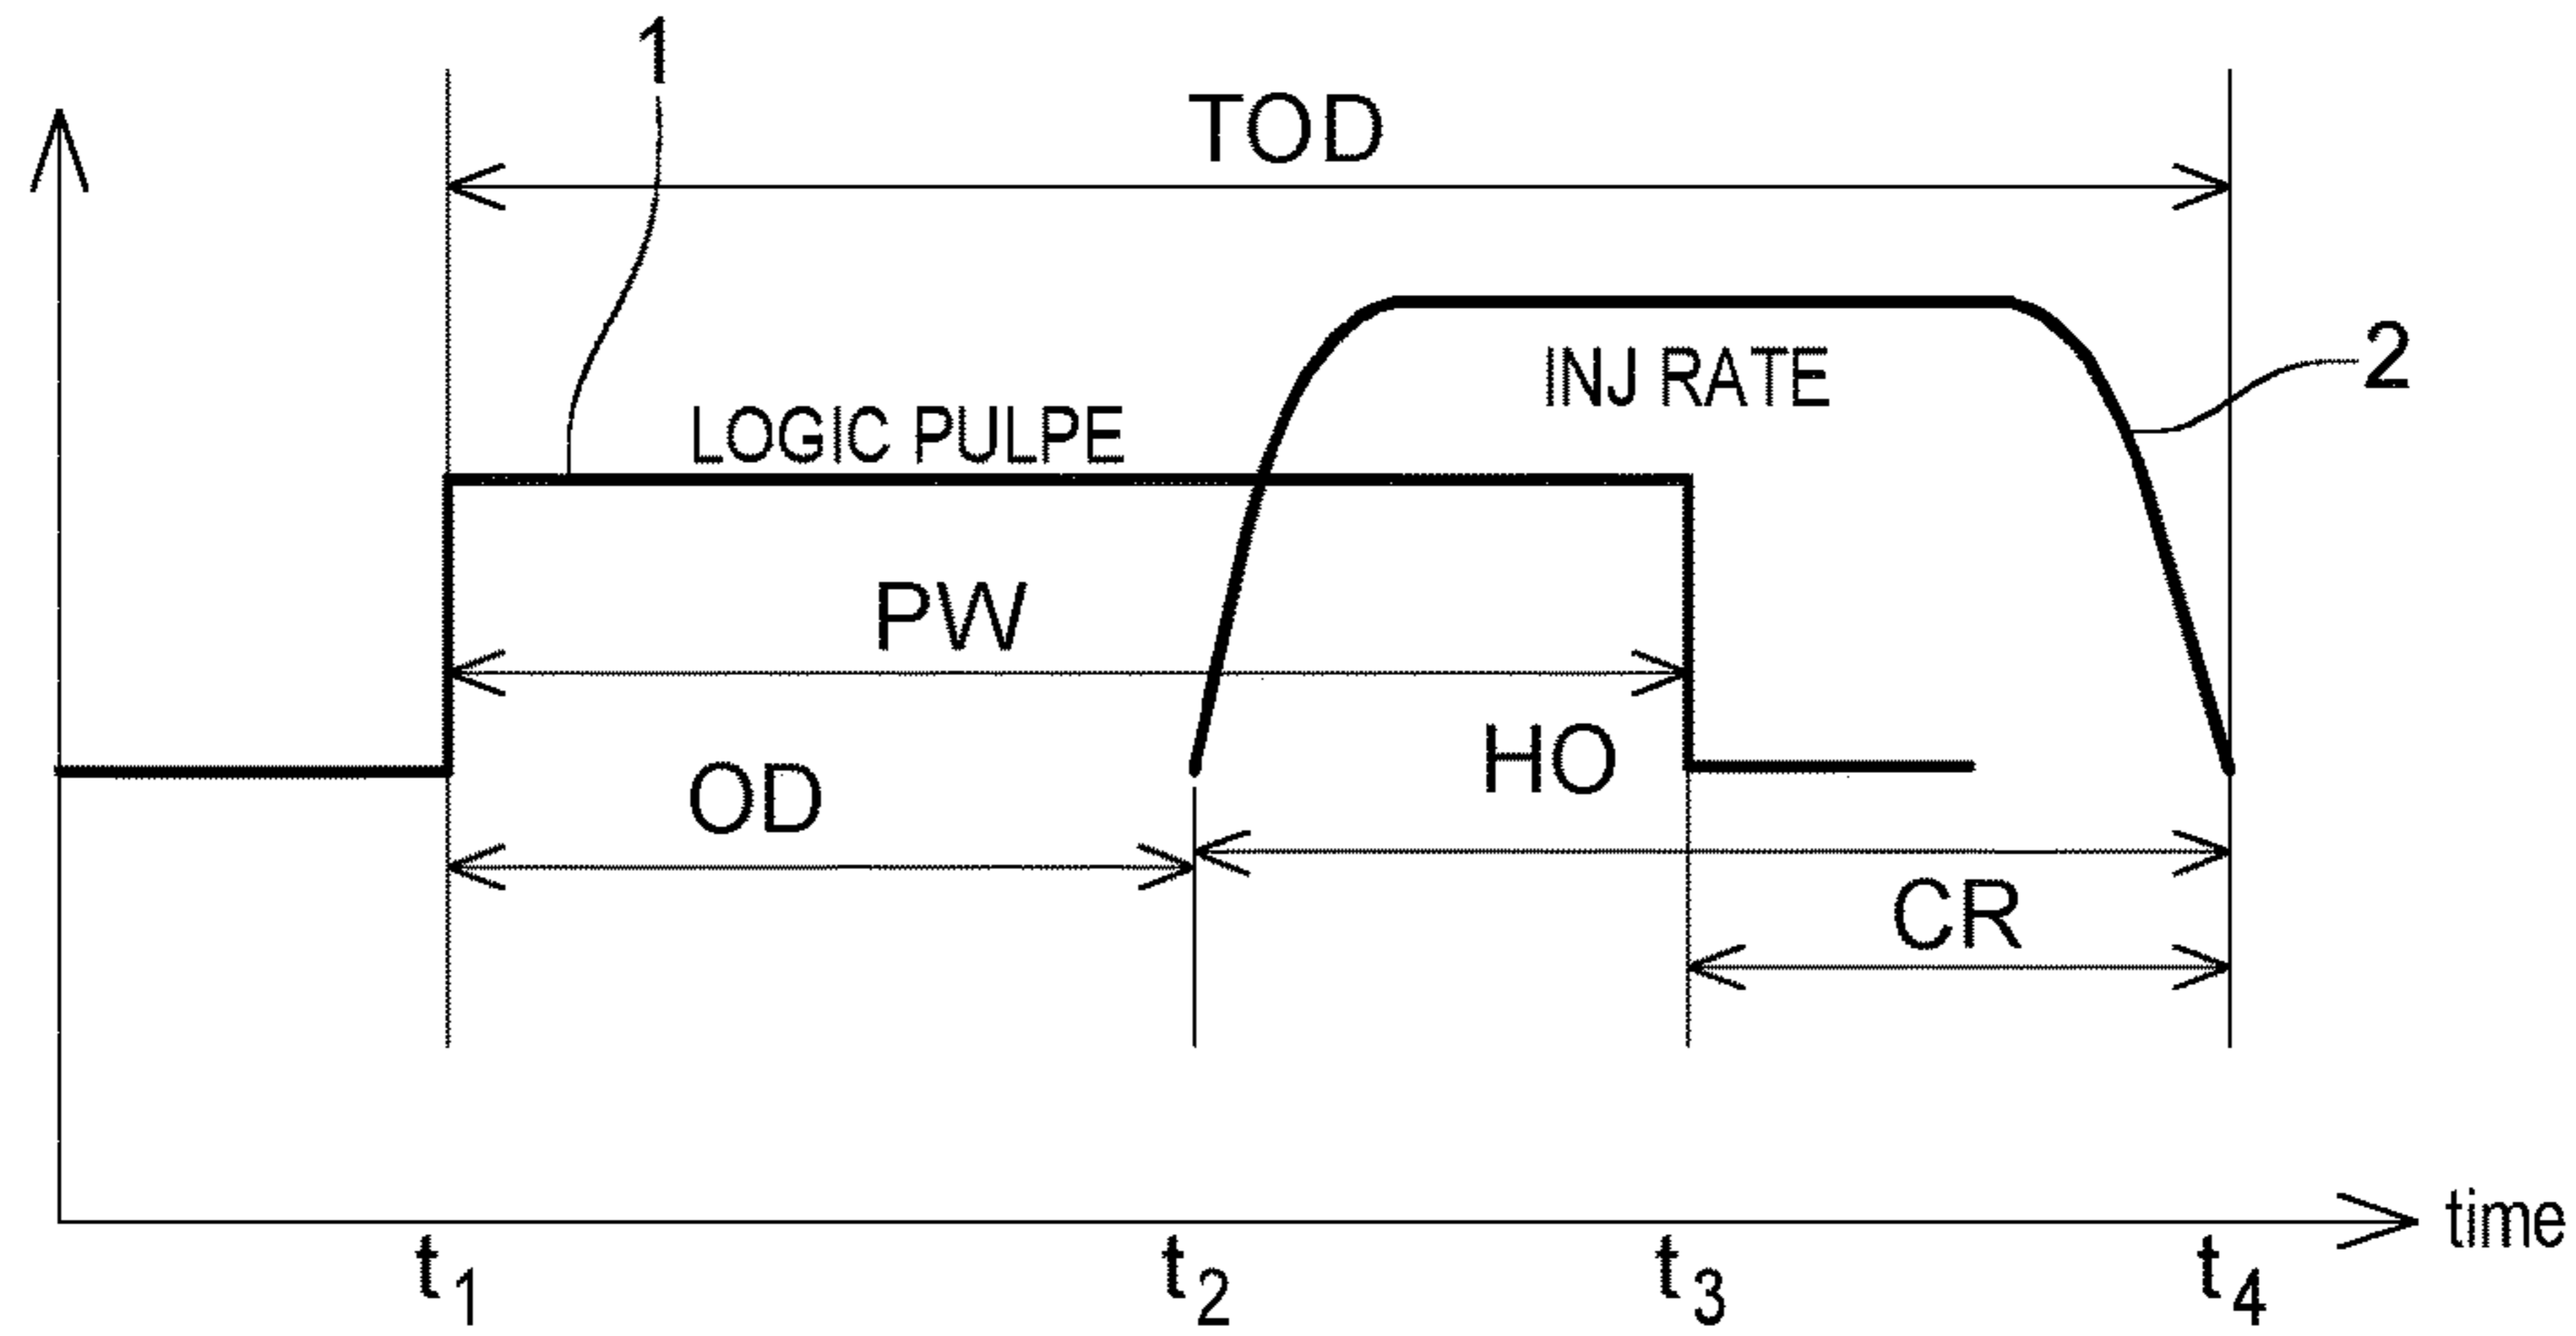 1
TOD
INJ RATE
2
LOGIC PULPE
PW
HO
OD
CR
time
t1
t2
t3
t4